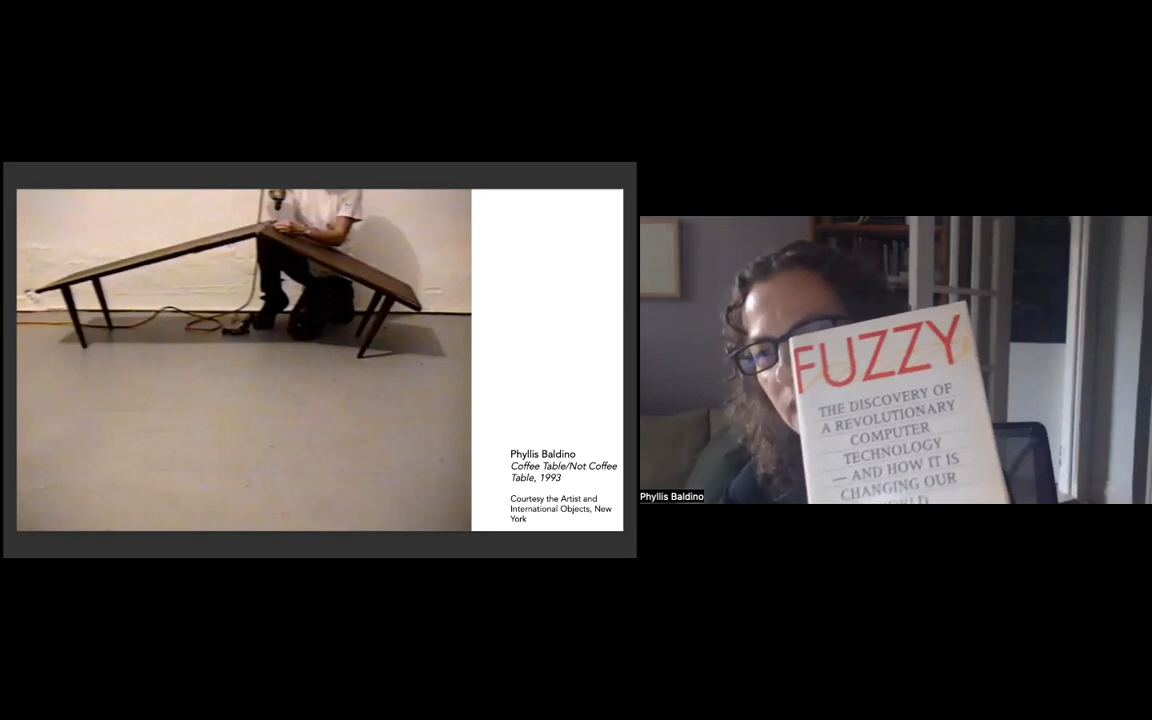 Phyllis Baldino
Coffee Table/Not Coffee
Table, 1993
Courtesy the Artist and
International Objects, New
York
FUZZY
THE DISCOVERY OF
A REVOLUTIONARY
COMPUTER
TECHNOLOGY
— AND HOW IT IS
CHANGING OUR
WORLD
Phyllis Baldino